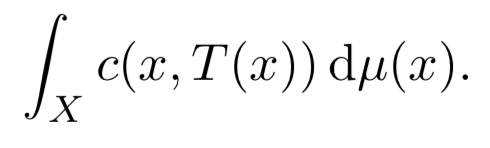 ∫_X c(x, T(x)) dμ(x).